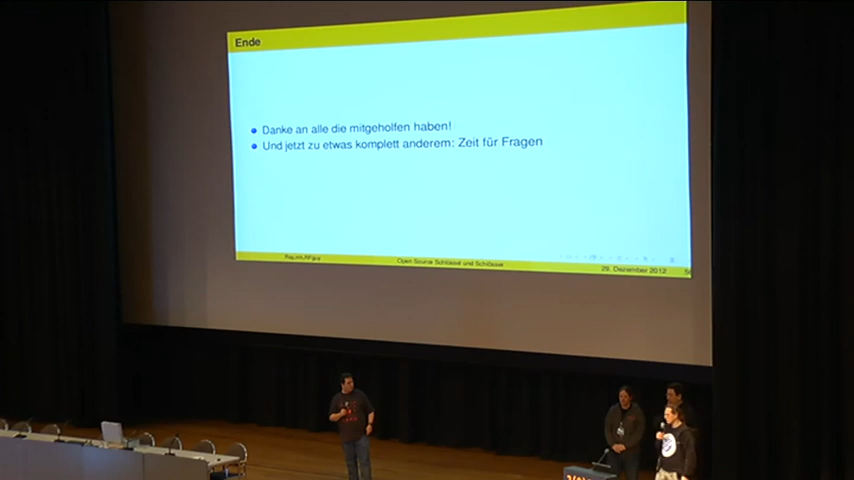 Ende
Danke an alle die mitgeholfen haben!
Und jetzt zu etwas komplett anderem: Zeit für Fragen
Open Source Schlüssel und Schlösser
29. Dezember 2012